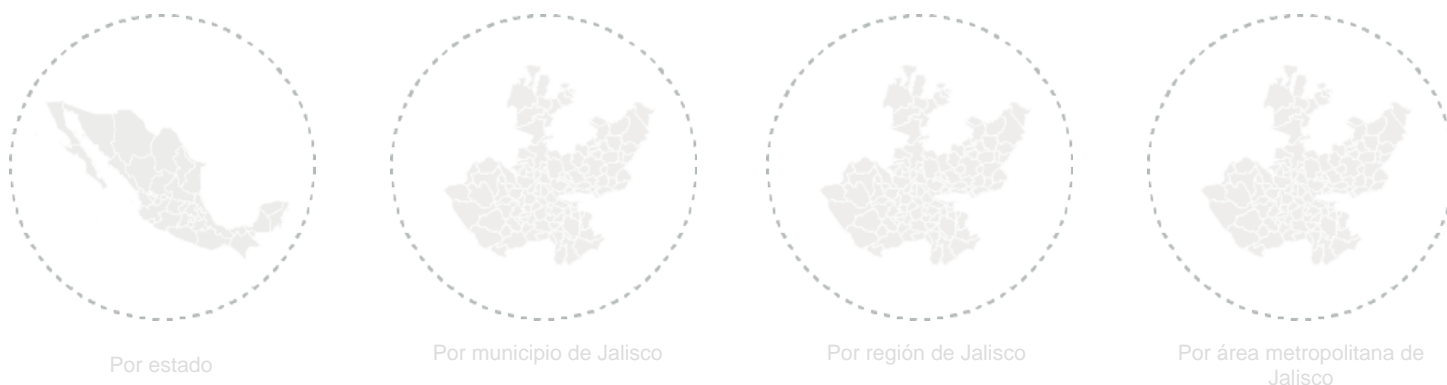 Por estado
Por municipio de Jalisco
Por región de Jalisco
Por área metropolitana de
Jalisco